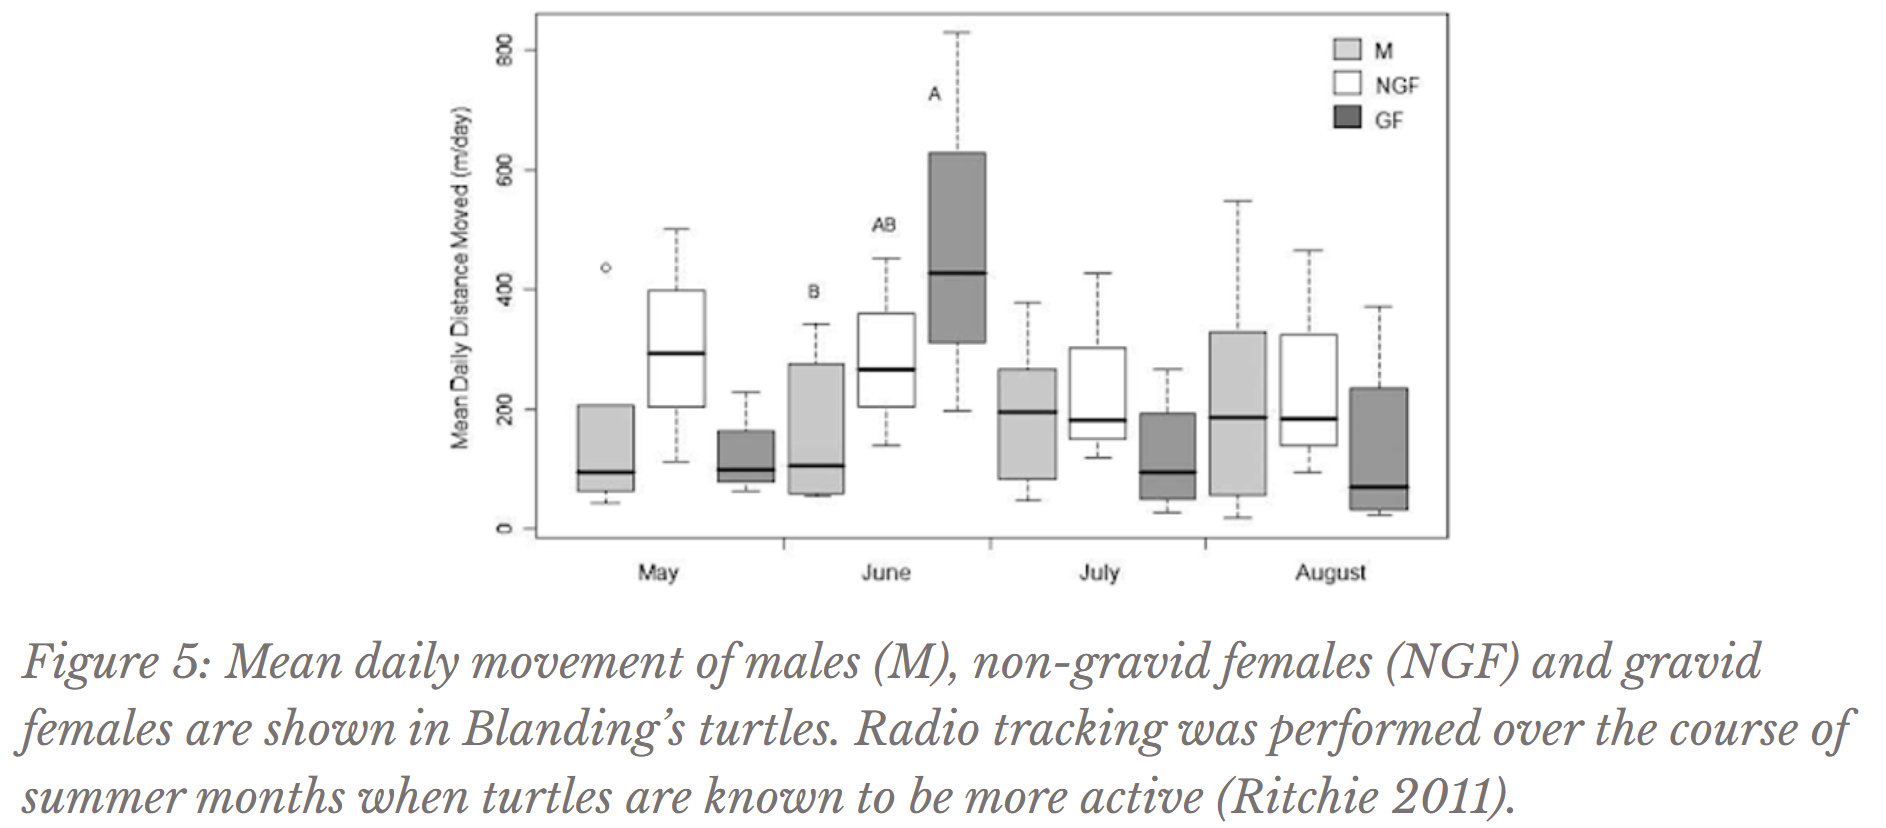 Mean Daily Distance Moved (m/day)
800
600
400
200
0
M
NGF
GF
A
AB
B
May June July August
Figure 5: Mean daily movement of males (M), non-gravid females (NGF) and gravid
females are shown in Blanding’s turtles. Radio tracking was performed over the course of
summer months when turtles are known to be more active (Ritchie 2011).